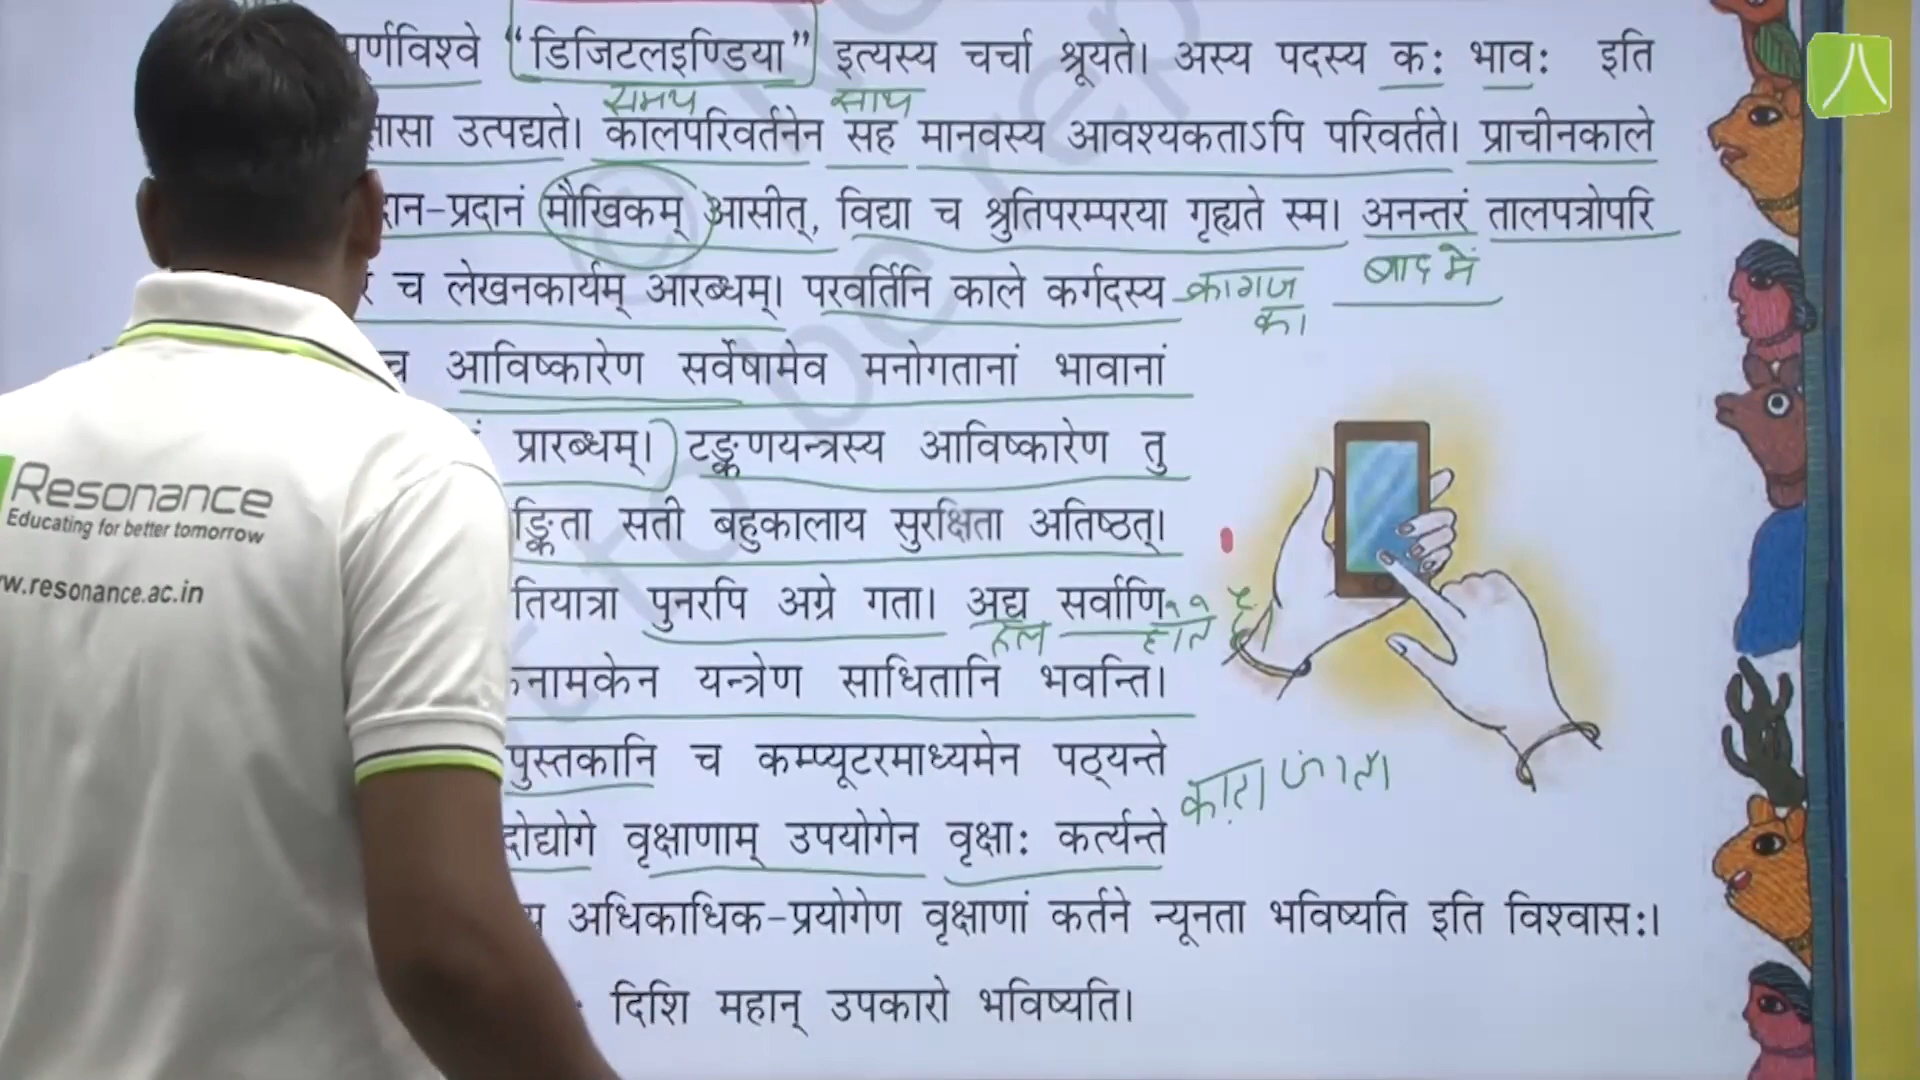 "डिजिटलइण्डिया" इत्यस्य चर्चा श्रूयते। अस्य पदस्य कः भावः इति
समय साथ
उत्पद्यते। कालपरिवर्तनेन सह मानवस्य आवश्यकताऽपि परिवर्तते। प्राचीनकाले
दान-प्रदानं मौखिकम् आसीत्, विद्या च श्रुतिपरम्परया गृह्यते स्म। अनन्तरं तालपत्रोपरि
बाद में
च लेखनकार्यम् आरब्धम्। परवर्तिनि काले कर्गदस्य कागज
का
च आविष्कारेण सर्वेषामेव मनोगतानां भावानां
प्रारब्धम्। टङ्कणयन्त्रस्य आविष्कारेण तु
ङ्किता सती बहुकालाय सुरक्षिता अतिष्ठत्।
तियात्रा पुनरपि अग्रे गता। अद्य सर्वाणि
होते है।
नामकेन यन्त्रेण साधितानि भवन्ति।
पुस्तकानि च कम्प्यूटरमाध्यमेन पठ्यन्ते
काटा जाता
दोद्योगे वृक्षाणाम् उपयोगेन वृक्षाः कर्त्यन्ते
अधिकाधिक-प्रयोगेण वृक्षाणां कर्तने न्यूनता भविष्यति इति विश्वासः।
दिशि महान् उपकारो भविष्यति।
Resonance
Educating for better tomorrow
w.resonance.ac.in